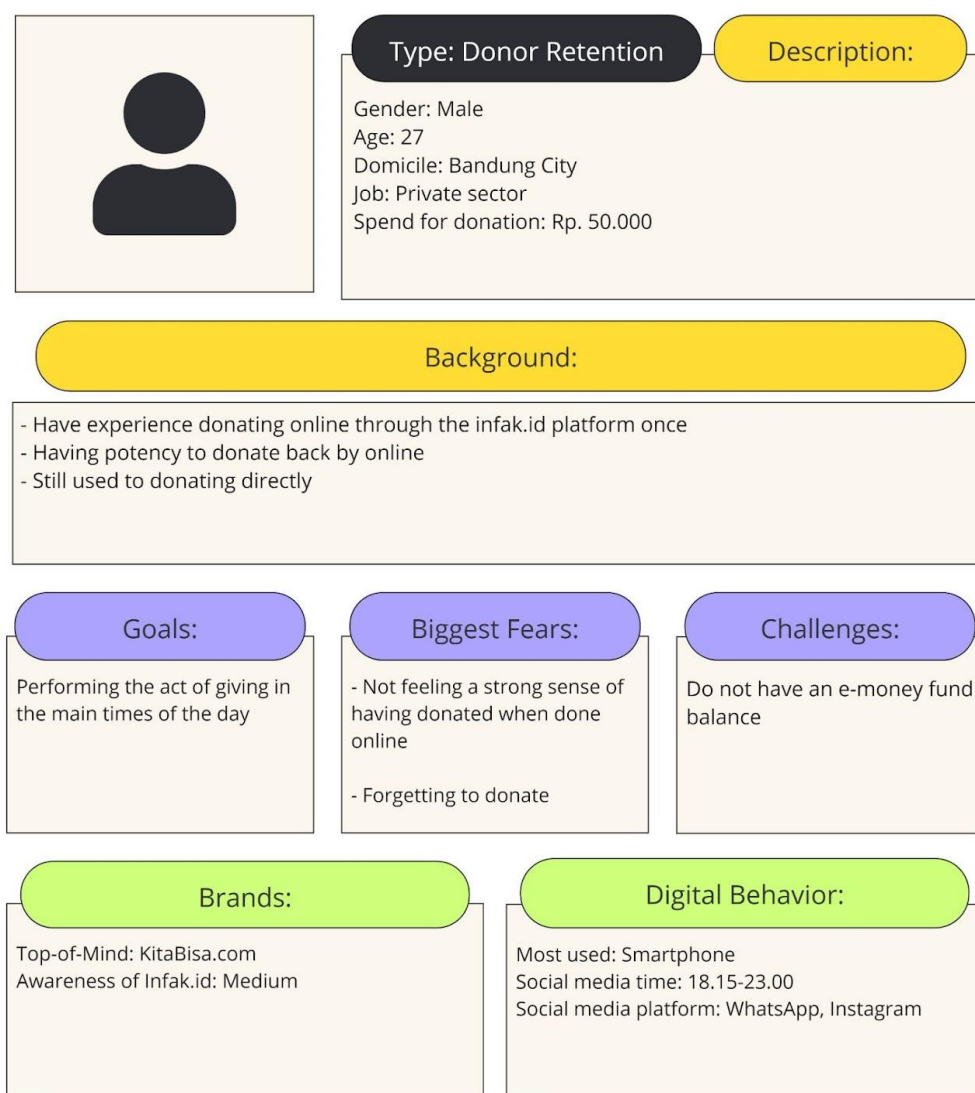 Type: Donor Retention
Description:
Gender: Male
Age: 27
Domicile: Bandung City
Job: Private sector
Spend for donation: Rp. 50.000
Background:
- Have experience donating online through the infak.id platform once
- Having potency to donate back by online
- Still used to donating directly
Goals:
Performing the act of giving in
the main times of the day
Biggest Fears:
- Not feeling a strong sense of
having donated when done
online
- Forgetting to donate
Challenges:
Do not have an e-money fund
balance
Brands:
Top-of-Mind: KitaBisa.com
Awareness of Infak.id: Medium
Digital Behavior:
Most used: Smartphone
Social media time: 18.15-23.00
Social media platform: WhatsApp, Instagram